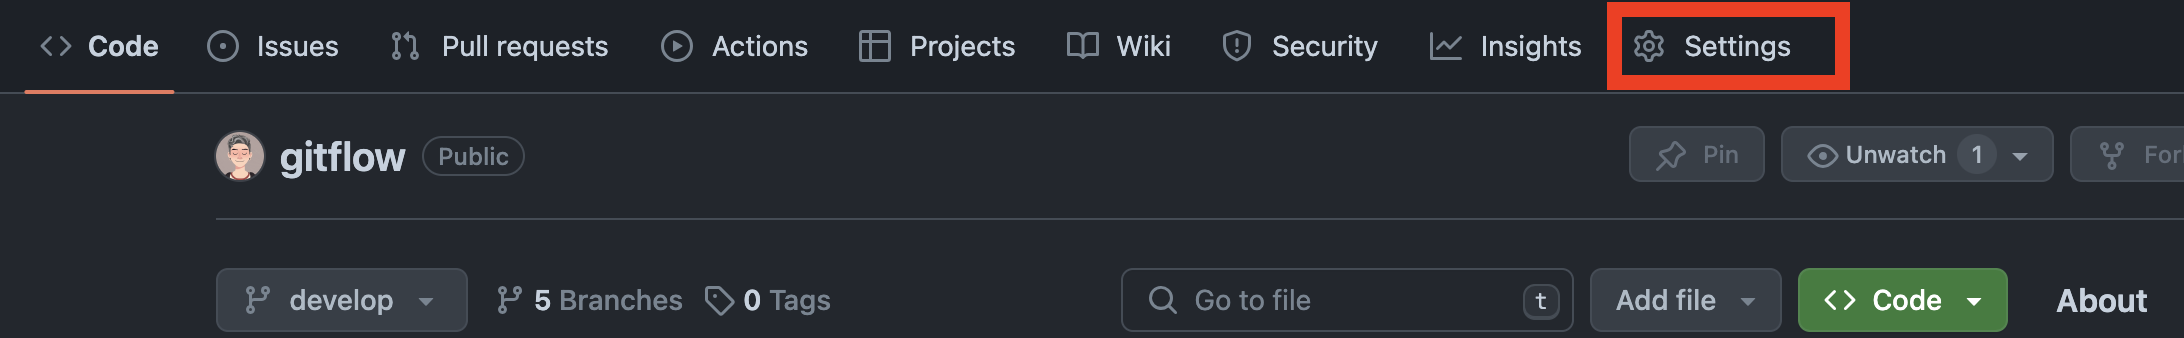 Code Issues Pull requests Actions Projects Wiki Security Insights Settings
gitflow Public Pin Unwatch 1
develop 5 Branches 0 Tags Go to file t Add file Code About